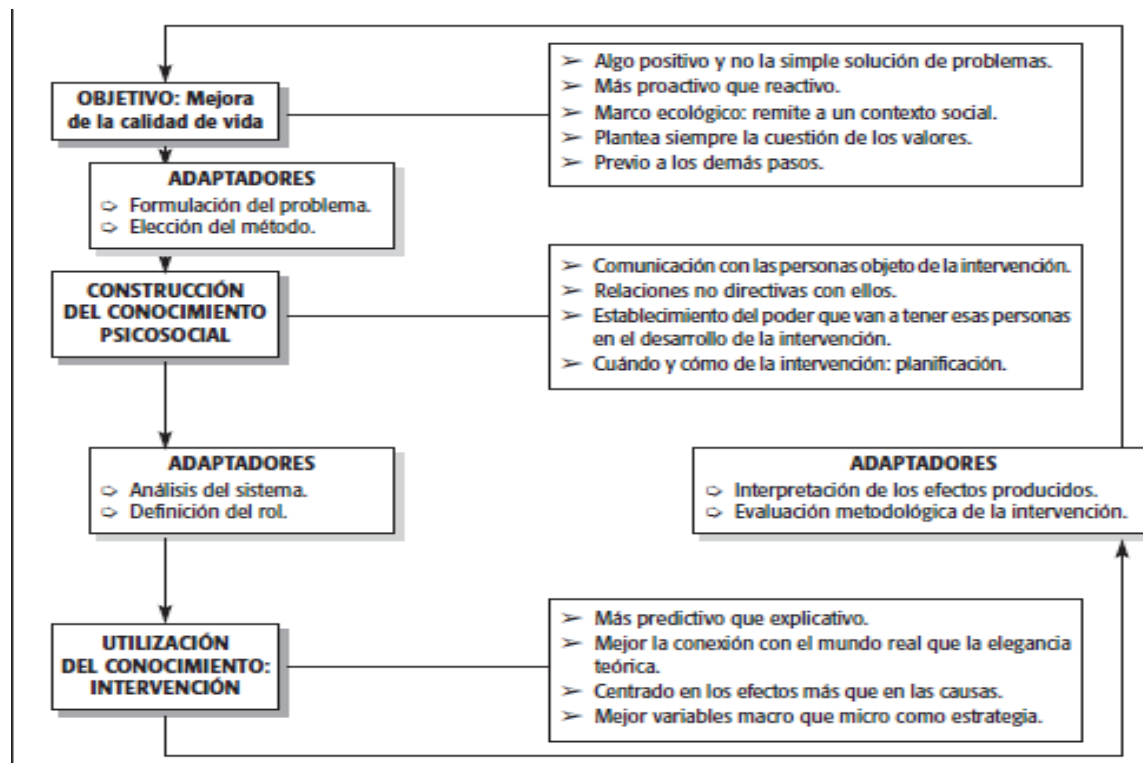 OBJETIVO: Mejora
de la calidad de vida
➢ Algo positivo y no la simple solución de problemas.
➢ Más proactivo que reactivo.
➢ Marco ecológico: remite a un contexto social.
➢ Plantea siempre la cuestión de los valores.
➢ Previo a los demás pasos.
ADAPTADORES
➪ Formulación del problema.
➪ Elección del método.
CONSTRUCCIÓN
DEL CONOCIMIENTO
PSICOSOCIAL
➢ Comunicación con las personas objeto de la intervención.
➢ Relaciones no directivas con ellos.
➢ Establecimiento del poder que van a tener esas personas
en el desarrollo de la intervención.
➢ Cuándo y cómo de la intervención: planificación.
ADAPTADORES
➪ Análisis del sistema.
➪ Definición del rol.
ADAPTADORES
➪ Interpretación de los efectos producidos.
➪ Evaluación metodológica de la intervención.
UTILIZACIÓN
DEL CONOCIMIENTO:
INTERVENCIÓN
➢ Más predictivo que explicativo.
➢ Mejor la conexión con el mundo real que la elegancia
teórica.
➢ Centrado en los efectos más que en las causas.
➢ Mejor variables macro que micro como estrategia.